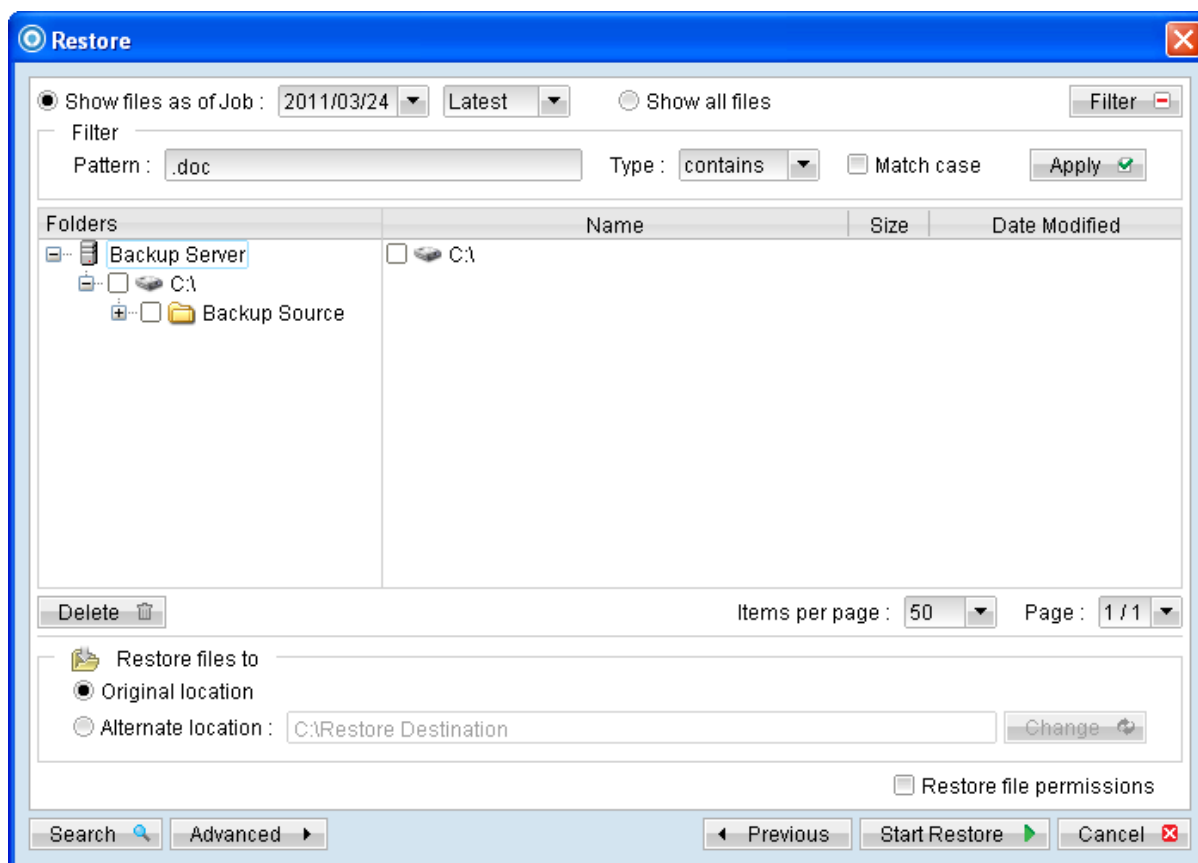 Restore
Show files as of Job : 2011/03/24 Latest Show all files Filter
Filter
Pattern : .doc Type : contains Match case Apply
Folders Name Size Date Modified
Backup Server C:\
C:\
Backup Source
Delete Items per page : 50 Page : 1 / 1
Restore files to
Original location
Alternate location : C:\Restore Destination Change
Restore file permissions
Search Advanced Previous Start Restore Cancel